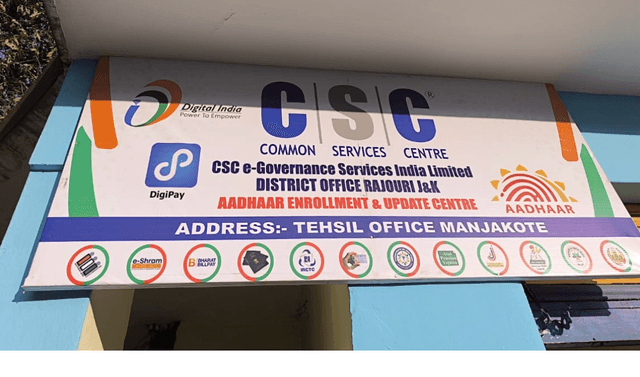 Digital India
Power To Empower
C|S|C®
COMMON SERVICES CENTRE
DigiPay
CSC e-Governance Services India Limited
DISTRICT OFFICE RAJOURI J&K
AADHAAR ENROLLMENT & UPDATE CENTRE
AADHAAR
ADDRESS:- TEHSIL OFFICE MANJAKOTE
e-Shram
BHARAT BILLPAY
IRCTC